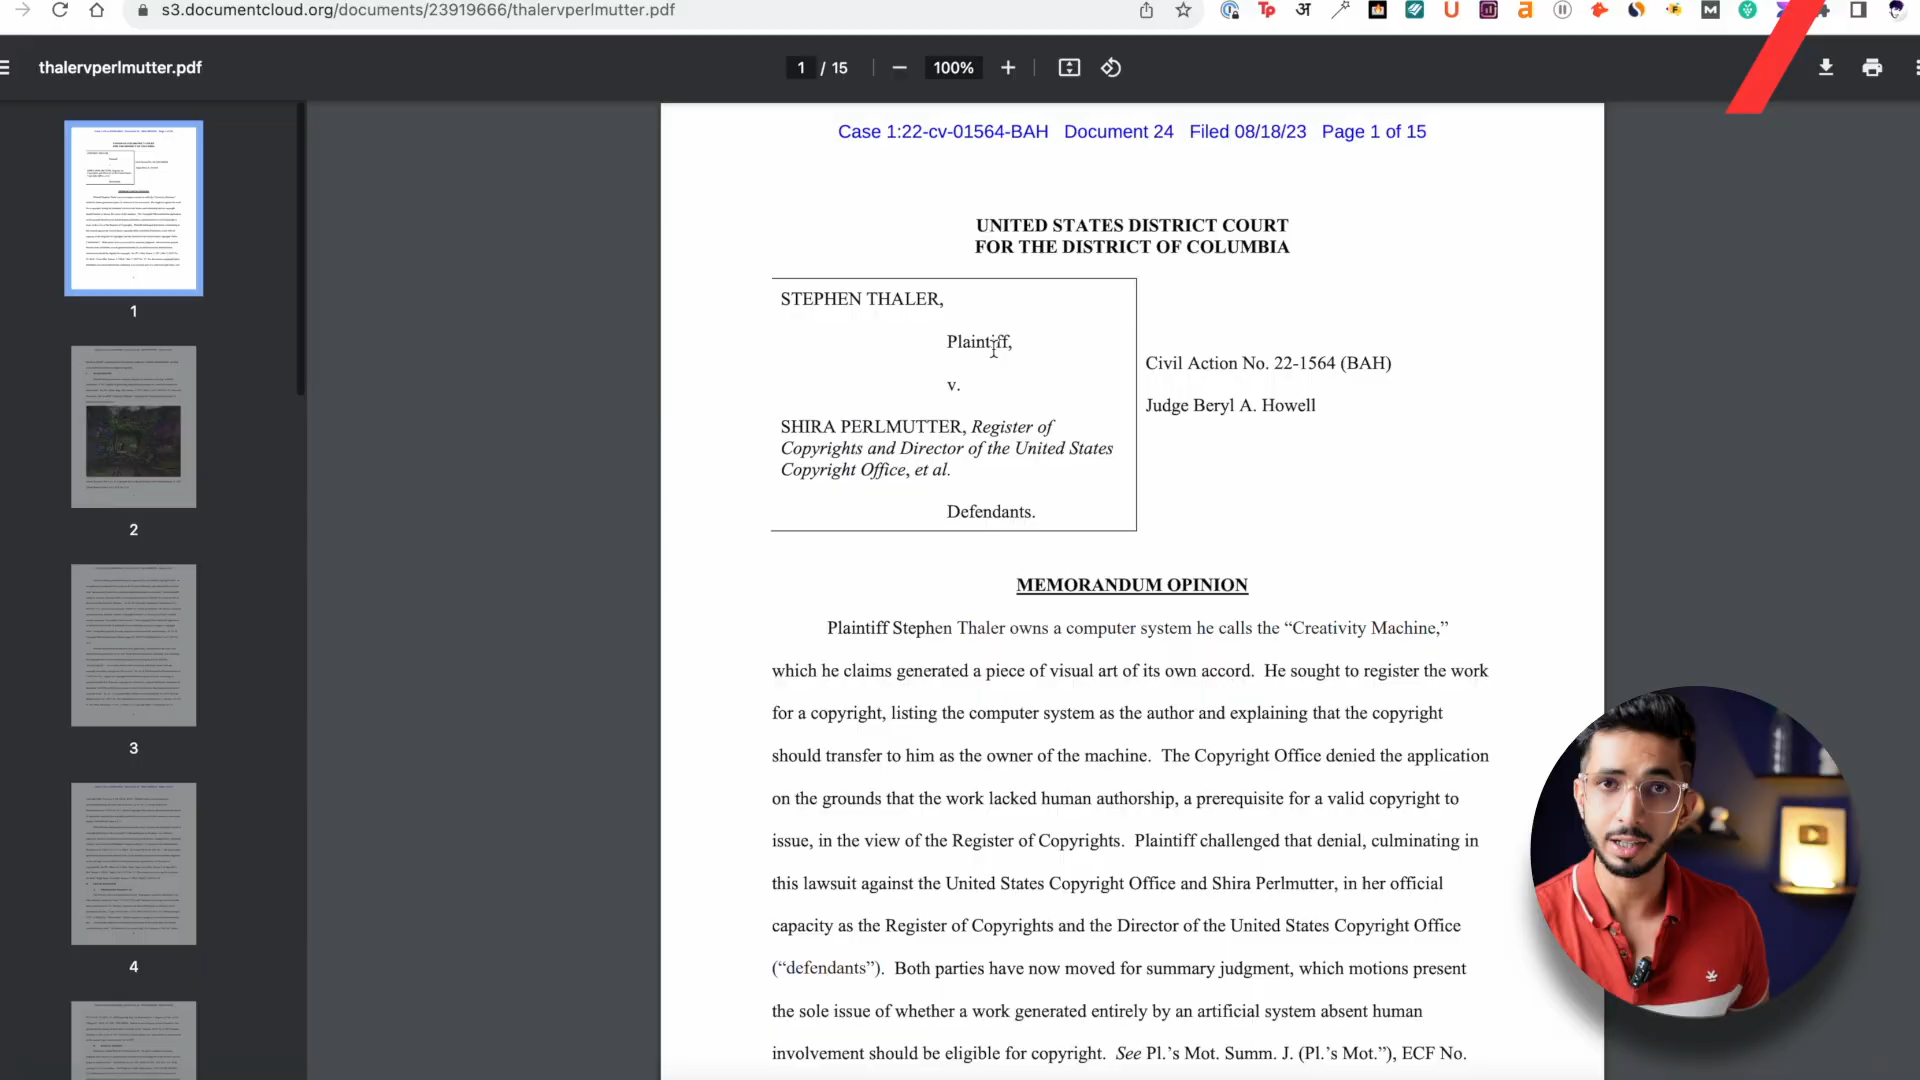 s3.documentcloud.org/documents/23919666/thalervperlmutter.pdf
thalervperlmutter.pdf
1 / 15
100%
Case 1:22-cv-01564-BAH Document 24 Filed 08/18/23 Page 1 of 15
UNITED STATES DISTRICT COURT
FOR THE DISTRICT OF COLUMBIA
STEPHEN THALER,
Plaintiff,
v.
SHIRA PERLMUTTER, Register of
Copyrights and Director of the United States
Copyright Office, et al.
Defendants.
Civil Action No. 22-1564 (BAH)
Judge Beryl A. Howell
MEMORANDUM OPINION
Plaintiff Stephen Thaler owns a computer system he calls the “Creativity Machine,”
which he claims generated a piece of visual art of its own accord. He sought to register the work
for a copyright, listing the computer system as the author and explaining that the copyright
should transfer to him as the owner of the machine. The Copyright Office denied the application
on the grounds that the work lacked human authorship, a prerequisite for a valid copyright to
issue, in the view of the Register of Copyrights. Plaintiff challenged that denial, culminating in
this lawsuit against the United States Copyright Office and Shira Perlmutter, in her official
capacity as the Register of Copyrights and the Director of the United States Copyright Office
(“defendants”). Both parties have now moved for summary judgment, which motions present
the sole issue of whether a work generated entirely by an artificial system absent human
involvement should be eligible for copyright. See Pl.’s Mot. Summ. J. (Pl.’s Mot.”), ECF No.
1
2
3
4